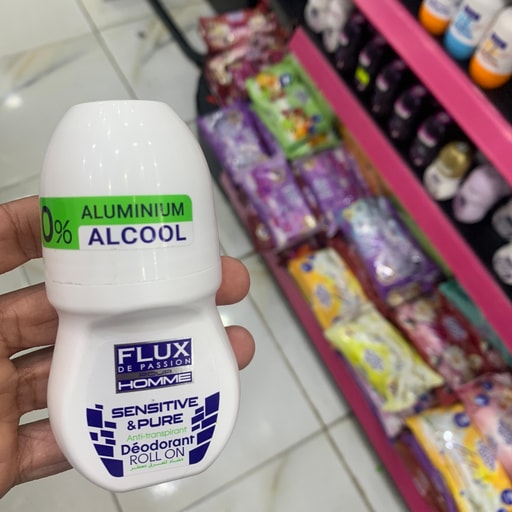 0% ALUMINIUM
ALCOOL
FLUX
DE PASSION
HOMME
SENSITIVE
& PURE
Anti-transpirant
Déodorant
ROLL ON